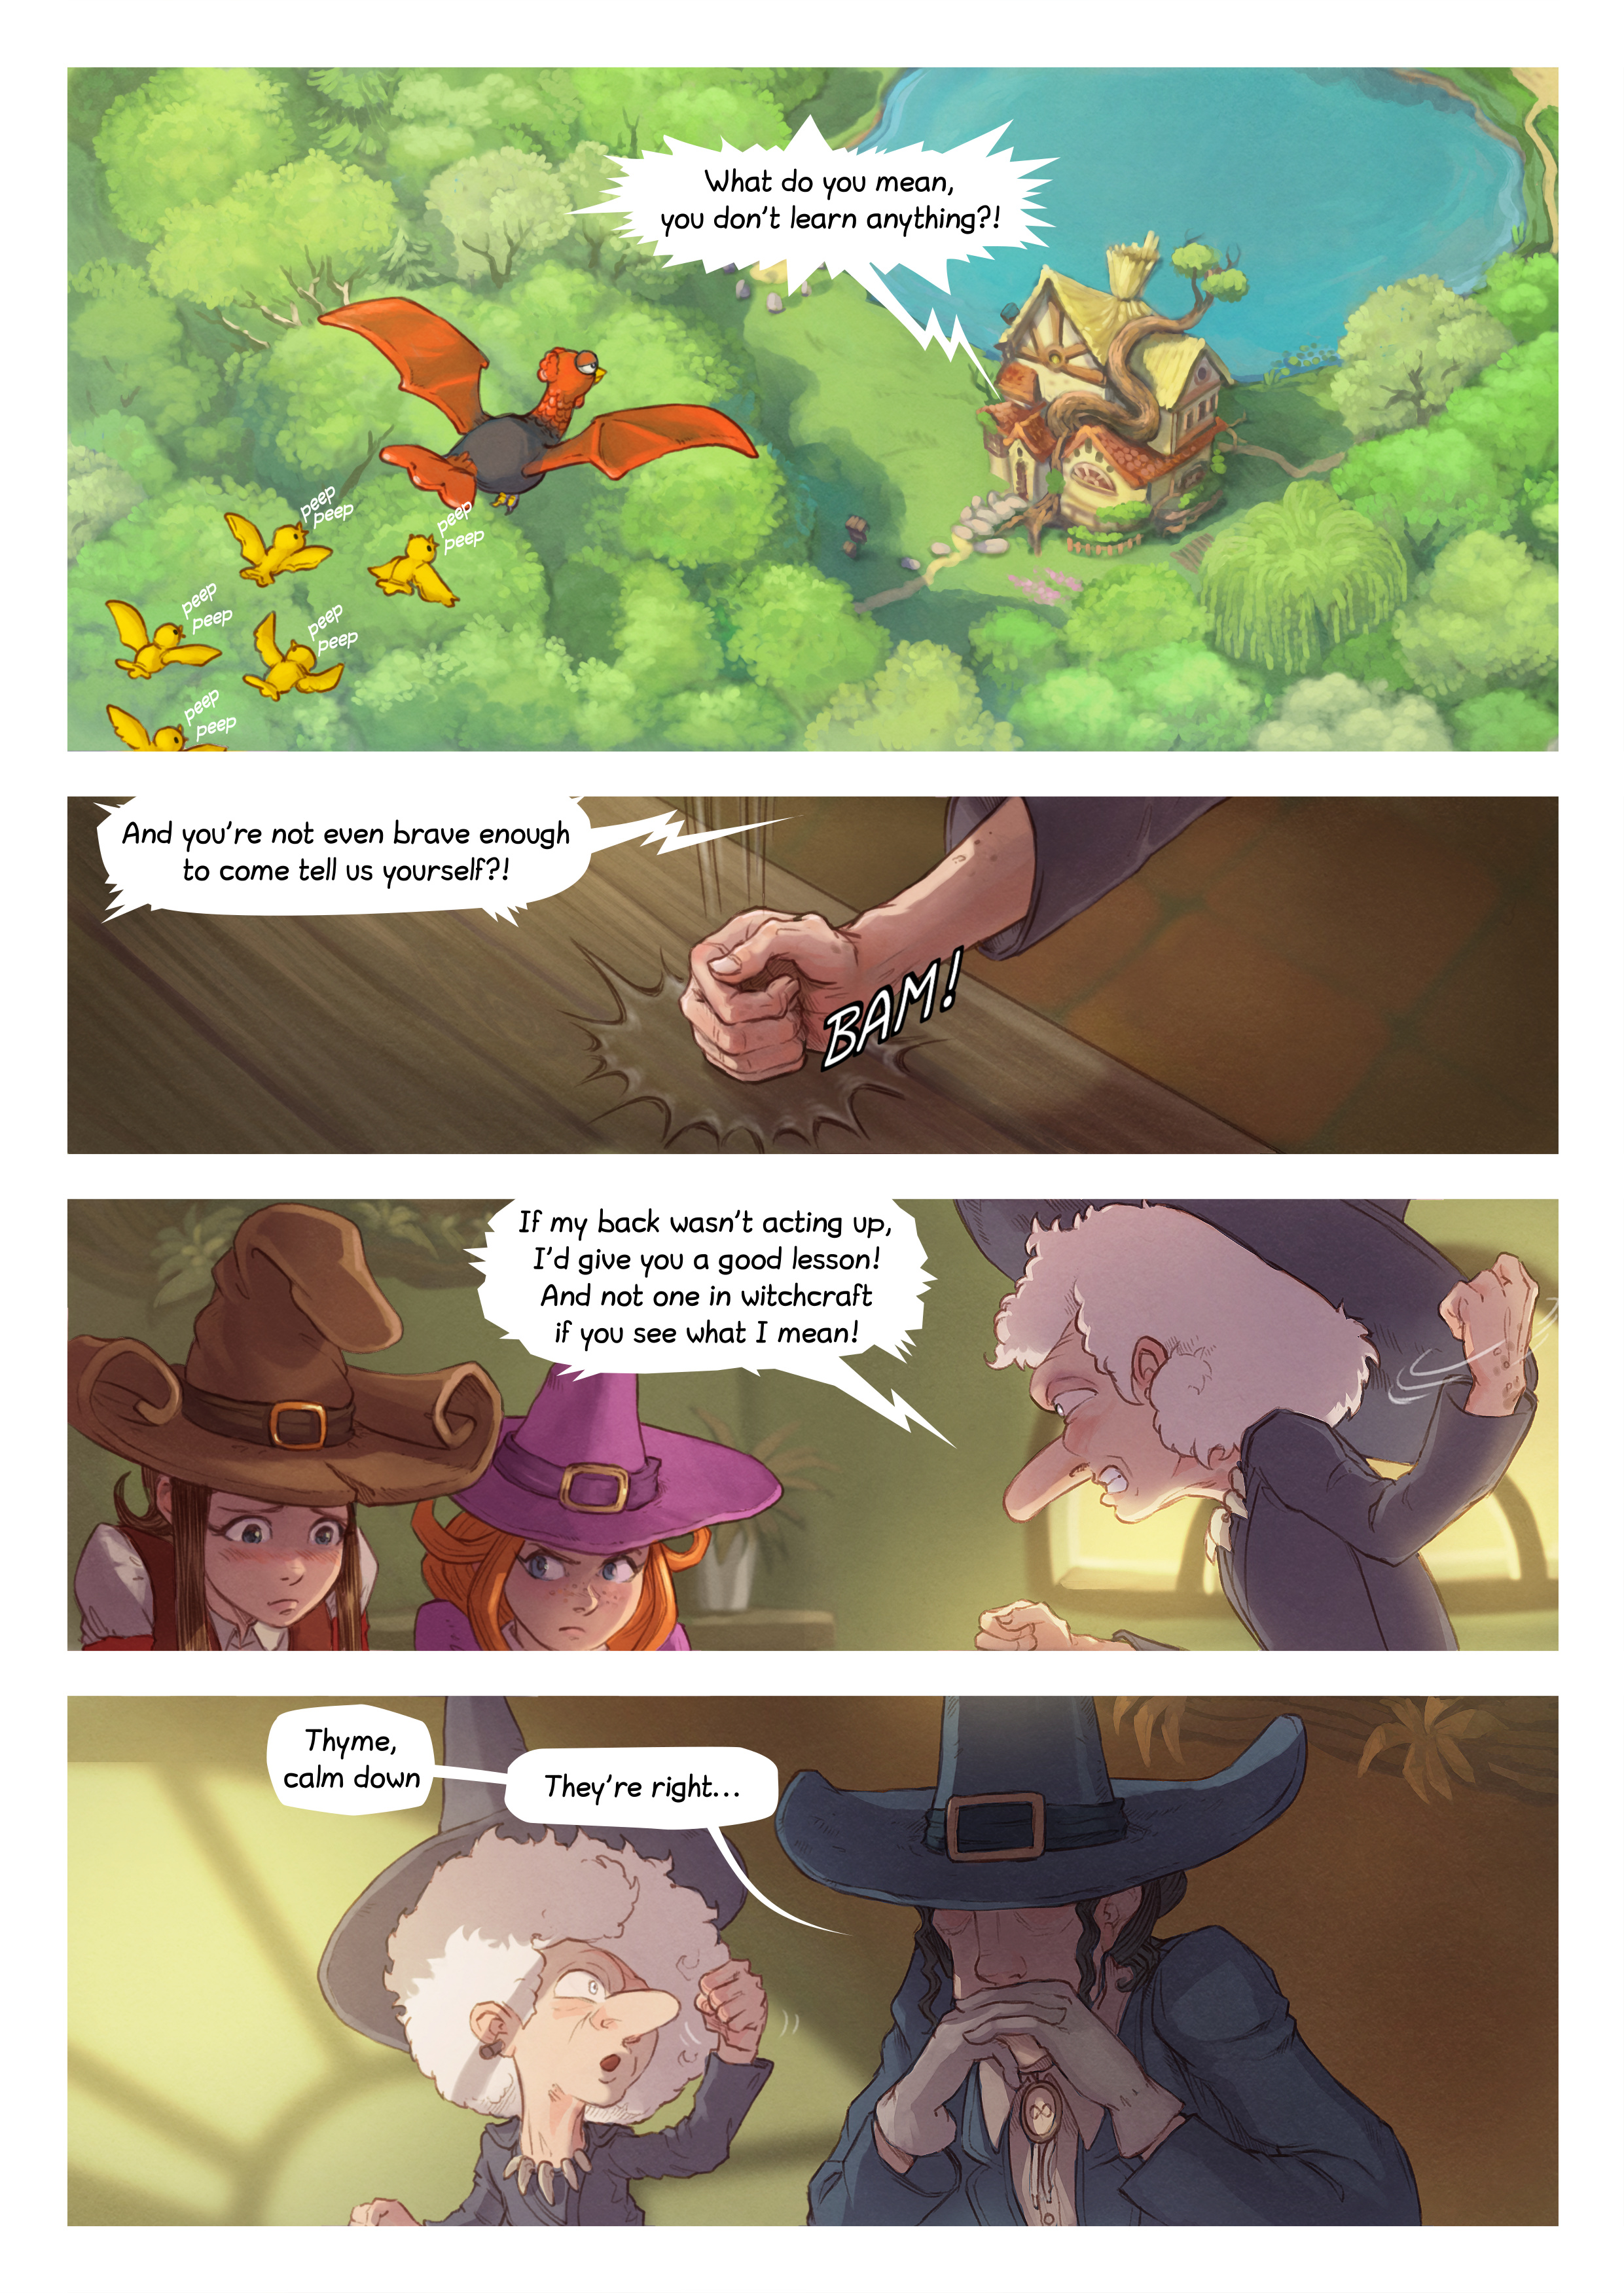 What do you mean,
you don't learn anything?!
peep
peep
peep
peep
peep
peep
peep
peep
peep
peep
And you're not even brave enough
to come tell us yourself?!
BAM!
If my back wasn't acting up,
I'd give you a good lesson!
And not one in witchcraft
if you see what I mean!
Thyme,
calm down
They're right...